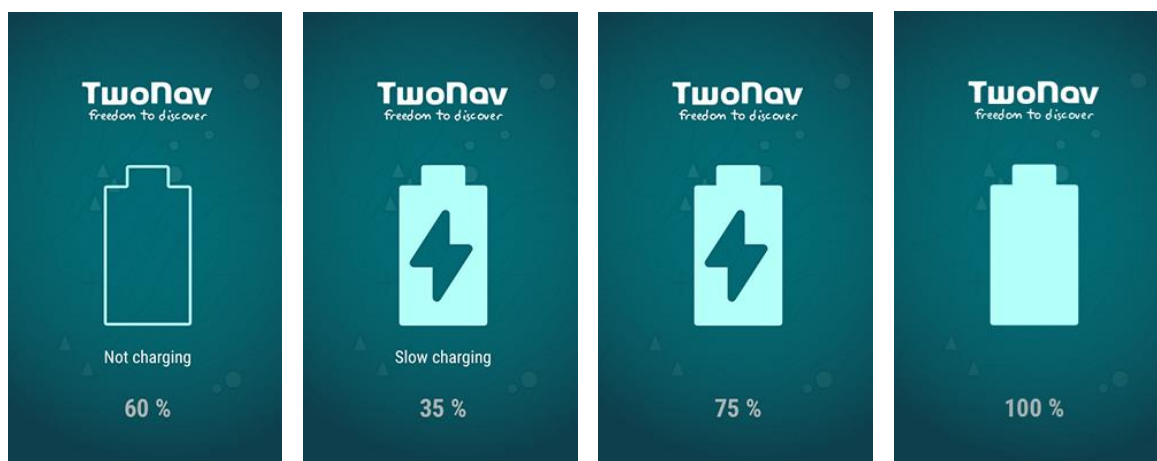 TwoNav
freedom to discover
Not charging
60 %
TwoNav
freedom to discover
Slow charging
35 %
TwoNav
freedom to discover
75 %
TwoNav
freedom to discover
100 %